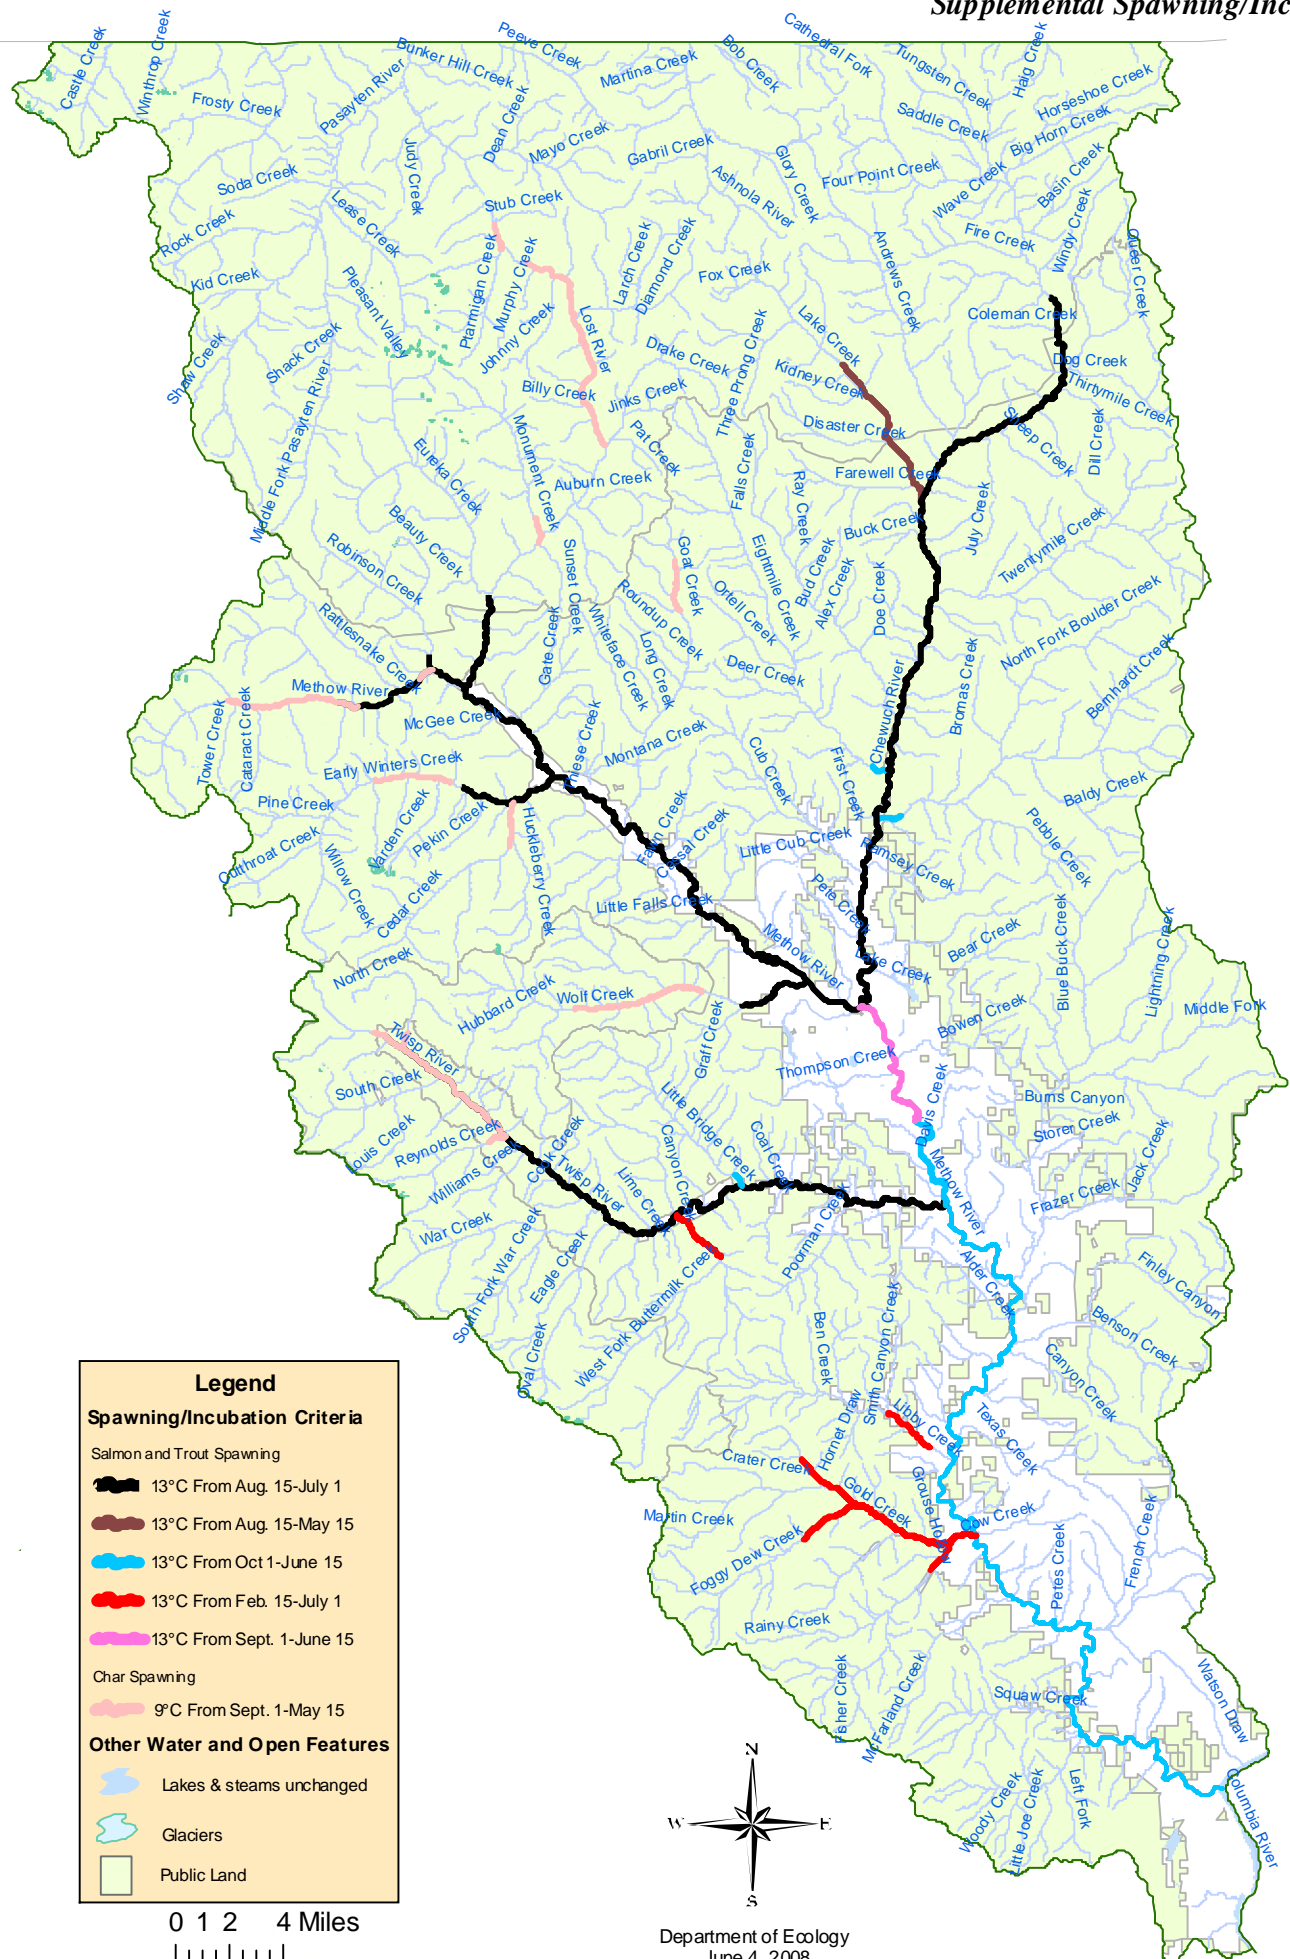 Supplemental Spawning/Inc
Castle Creek
Winthrop Creek
Frosty Creek
Pasayten River
Bunker Hill Creek
Peeve Creek
Martina Creek
Bob Creek
Cathedral Fork
Tungsten Creek
Haig Creek
Horseshoe Creek
Saddle Creek
Big Horn Creek
Dean Creek
Mayo Creek
Gabril Creek
Judy Creek
Soda Creek
Lease Creek
Stub Creek
Ashnola River
Glory Creek
Four Point Creek
Wave Creek
Basin Creek
Rock Creek
Fire Creek
Windy Creek
Queer Creek
Kid Creek
Pleasant Valley
Ptarmigan Creek
Murphy Creek
Johnny Creek
Lost River
Larch Creek
Diamond Creek
Fox Creek
Andrews Creek
Lake Creek
Coleman Creek
Shaw Creek
Shack Creek
Drake Creek
Three Prong Creek
Kidney Creek
Dog Creek
Thirtymile Creek
Billy Creek
Jinks Creek
Middle Fork Pasayten River
Monument Creek
Pat Creek
Disaster Creek
Sheep Creek
Dill Creek
Eureka Creek
Auburn Creek
Falls Creek
Ray Creek
Farewell Creek
Beauty Creek
Buck Creek
July Creek
Twentymile Creek
Robinson Creek
Sunset Creek
Goat Creek
Eightmile Creek
Bud Creek
Alex Creek
Doe Creek
Rattlesnake Creek
Gate Creek
Whiteface Creek
Roundup Creek
Long Creek
Ortell Creek
Deer Creek
North Fork Boulder Creek
Bernhardt Creek
Bromas Creek
Chewuch River
Methow River
McGee Creek
Tower Creek
Cataract Creek
Early Winters Creek
Montana Creek
Cub Creek
First Creek
Baldy Creek
Pine Creek
Varden Creek
Pekin Creek
Huckleberry Creek
Fawn Creek
Cassal Creek
Little Cub Creek
Ramsey Creek
Pebble Creek
Cutthroat Creek
Willow Creek
Cedar Creek
Little Falls Creek
Pete Creek
Methow River
Lake Creek
Bear Creek
Blue Buck Creek
Lightning Creek
North Creek
Hubbard Creek
Wolf Creek
Bowen Creek
Middle Fork
Twisp River
Graff Creek
Thompson Creek
South Creek
Little Bridge Creek
Davis Creek
Burns Canyon
Storer Creek
Louis Creek
Reynolds Creek
Cook Creek
Canyon Creek
Coal Creek
Jack Creek
Williams Creek
Twisp River
Lime Creek
Methow River
Frazer Creek
War Creek
South Fork War Creek
Eagle Creek
Poorman Creek
Alder Creek
Finley Canyon
West Fork Buttermilk Creek
Oval Creek
Ben Creek
Smith Canyon Creek
Benson Creek
Canyon Creek
Hornet Draw
Libby Creek
Texas Creek
Crater Creek
Gold Creek
Grouse Hollow
Martin Creek
Cow Creek
Foggy Dew Creek
Petes Creek
French Creek
Rainy Creek
Fisher Creek
McFarland Creek
Squaw Creek
Watson Draw
Woody Creek
Little Joe Creek
Left Fork
Columbia River
Legend
Spawning/Incubation Criteria
Salmon and Trout Spawning
13°C From Aug. 15-July 1
13°C From Aug. 15-May 15
13°C From Oct 1-June 15
13°C From Feb. 15-July 1
13°C From Sept. 1-June 15
Char Spawning
9°C From Sept. 1-May 15
Other Water and Open Features
Lakes & steams unchanged
Glaciers
Public Land
0 1 2 4 Miles
N
W E
S
Department of Ecology
June 4, 2008